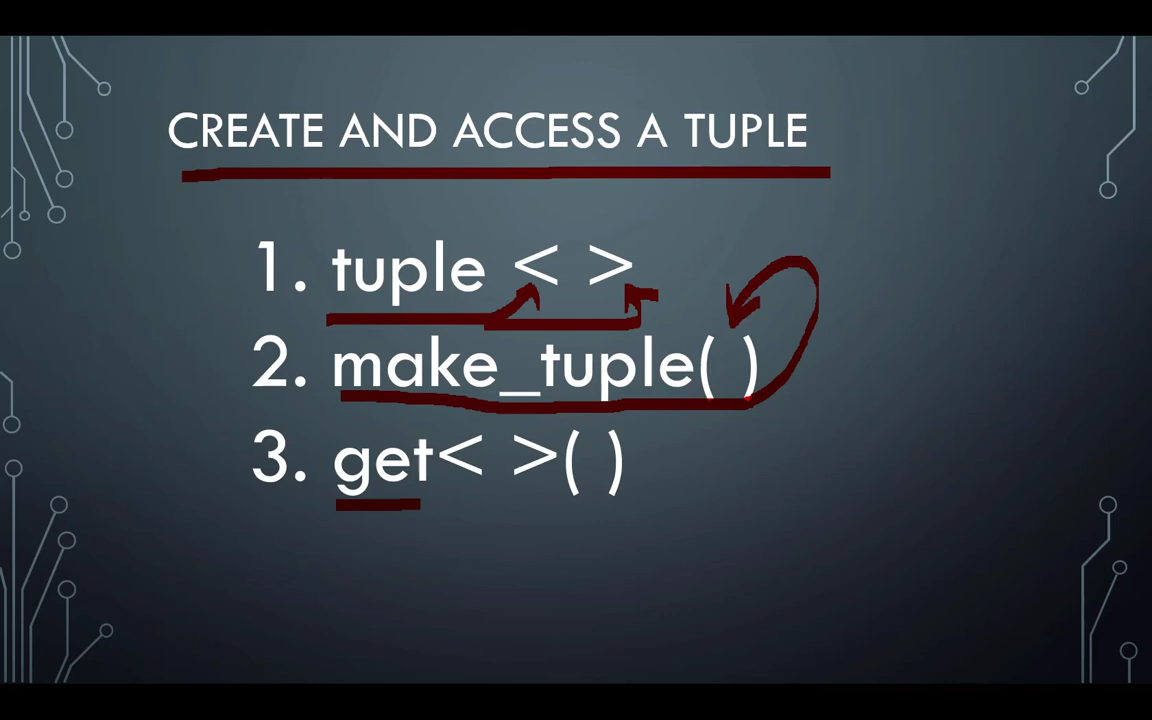 CREATE AND ACCESS A TUPLE
1. tuple < >
2. make_tuple( )
3. get< >( )